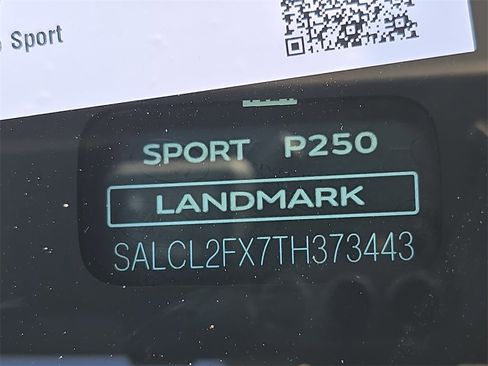 Sport
SPORT P250
LANDMARK
SALCL2FX7TH373443